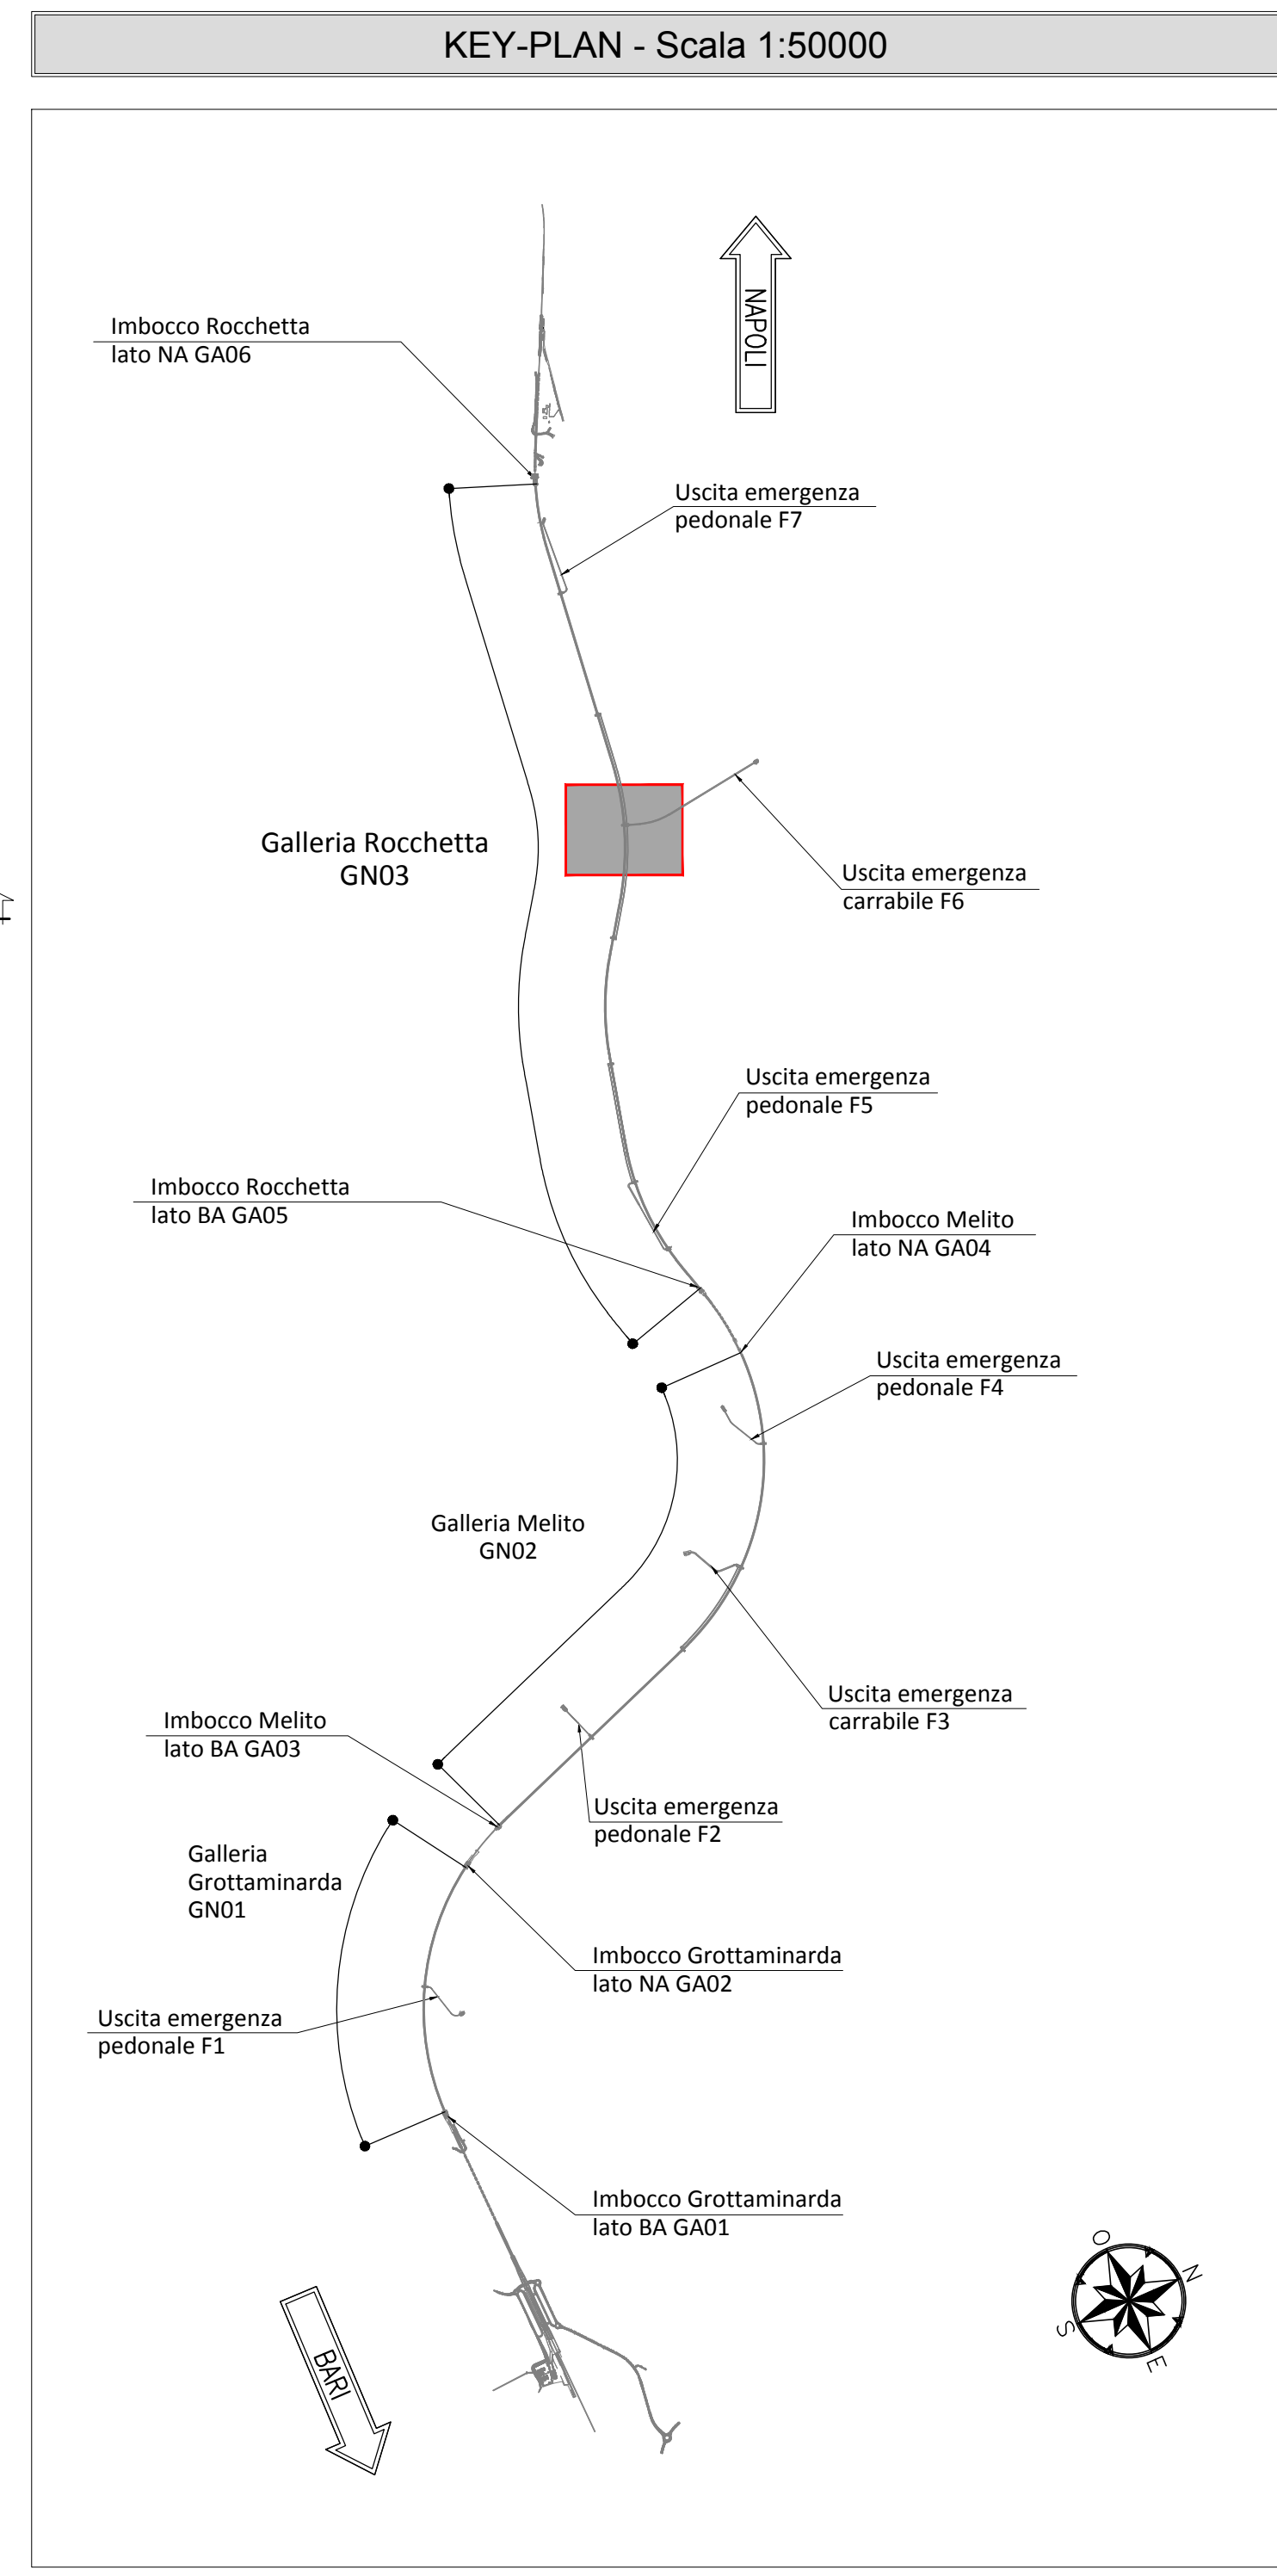 KEY-PLAN - Scala 1:50000
NAPOLI
Imbocco Rocchetta
lato NA GA06
Uscita emergenza
pedonale F7
Galleria Rocchetta
GN03
Uscita emergenza
carrabile F6
Uscita emergenza
pedonale F5
Imbocco Rocchetta
lato BA GA05
Imbocco Melito
lato NA GA04
Uscita emergenza
pedonale F4
Galleria Melito
GN02
Uscita emergenza
carrabile F3
Imbocco Melito
lato BA GA03
Uscita emergenza
pedonale F2
Galleria
Grottaminarda
GN01
Imbocco Grottaminarda
lato NA GA02
Uscita emergenza
pedonale F1
Imbocco Grottaminarda
lato BA GA01
O
N
S
E
BARI